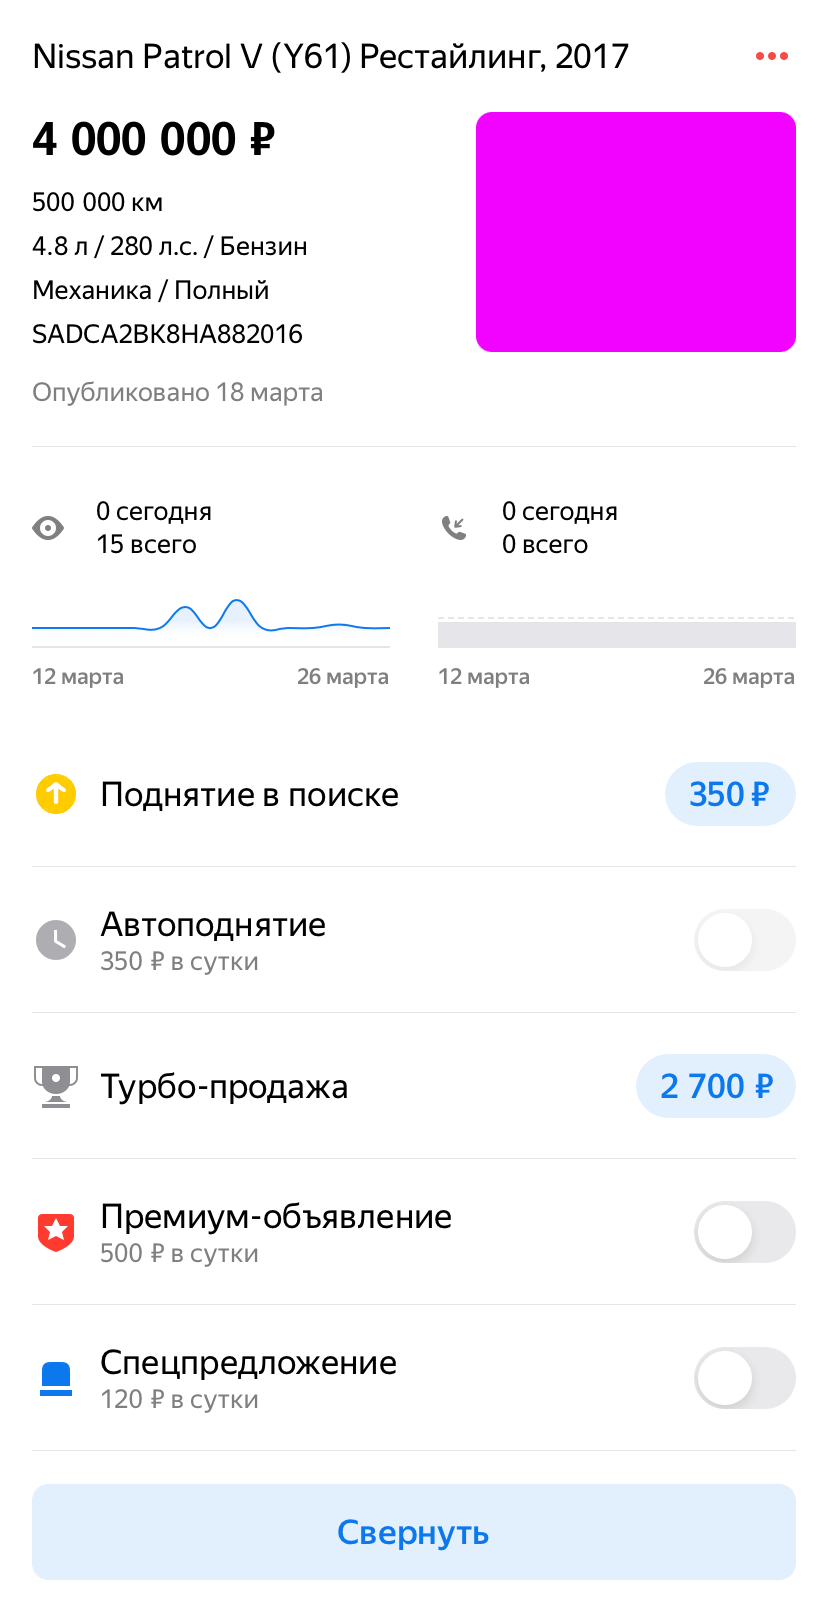 Nissan Patrol V (Y61) Рестайлинг, 2017
4 000 000 ₽
500 000 км
4.8 л / 280 л.с. / Бензин
Механика / Полный
SADCA2BK8HA882016
Опубликовано 18 марта
0 сегодня
15 всего
0 сегодня
0 всего
12 марта
26 марта
12 марта
26 марта
Поднятие в поиске
350 ₽
Автоподнятие
350 ₽ в сутки
Турбо-продажа
2 700 ₽
Премиум-объявление
500 ₽ в сутки
Спецпредложение
120 ₽ в сутки
Свернуть